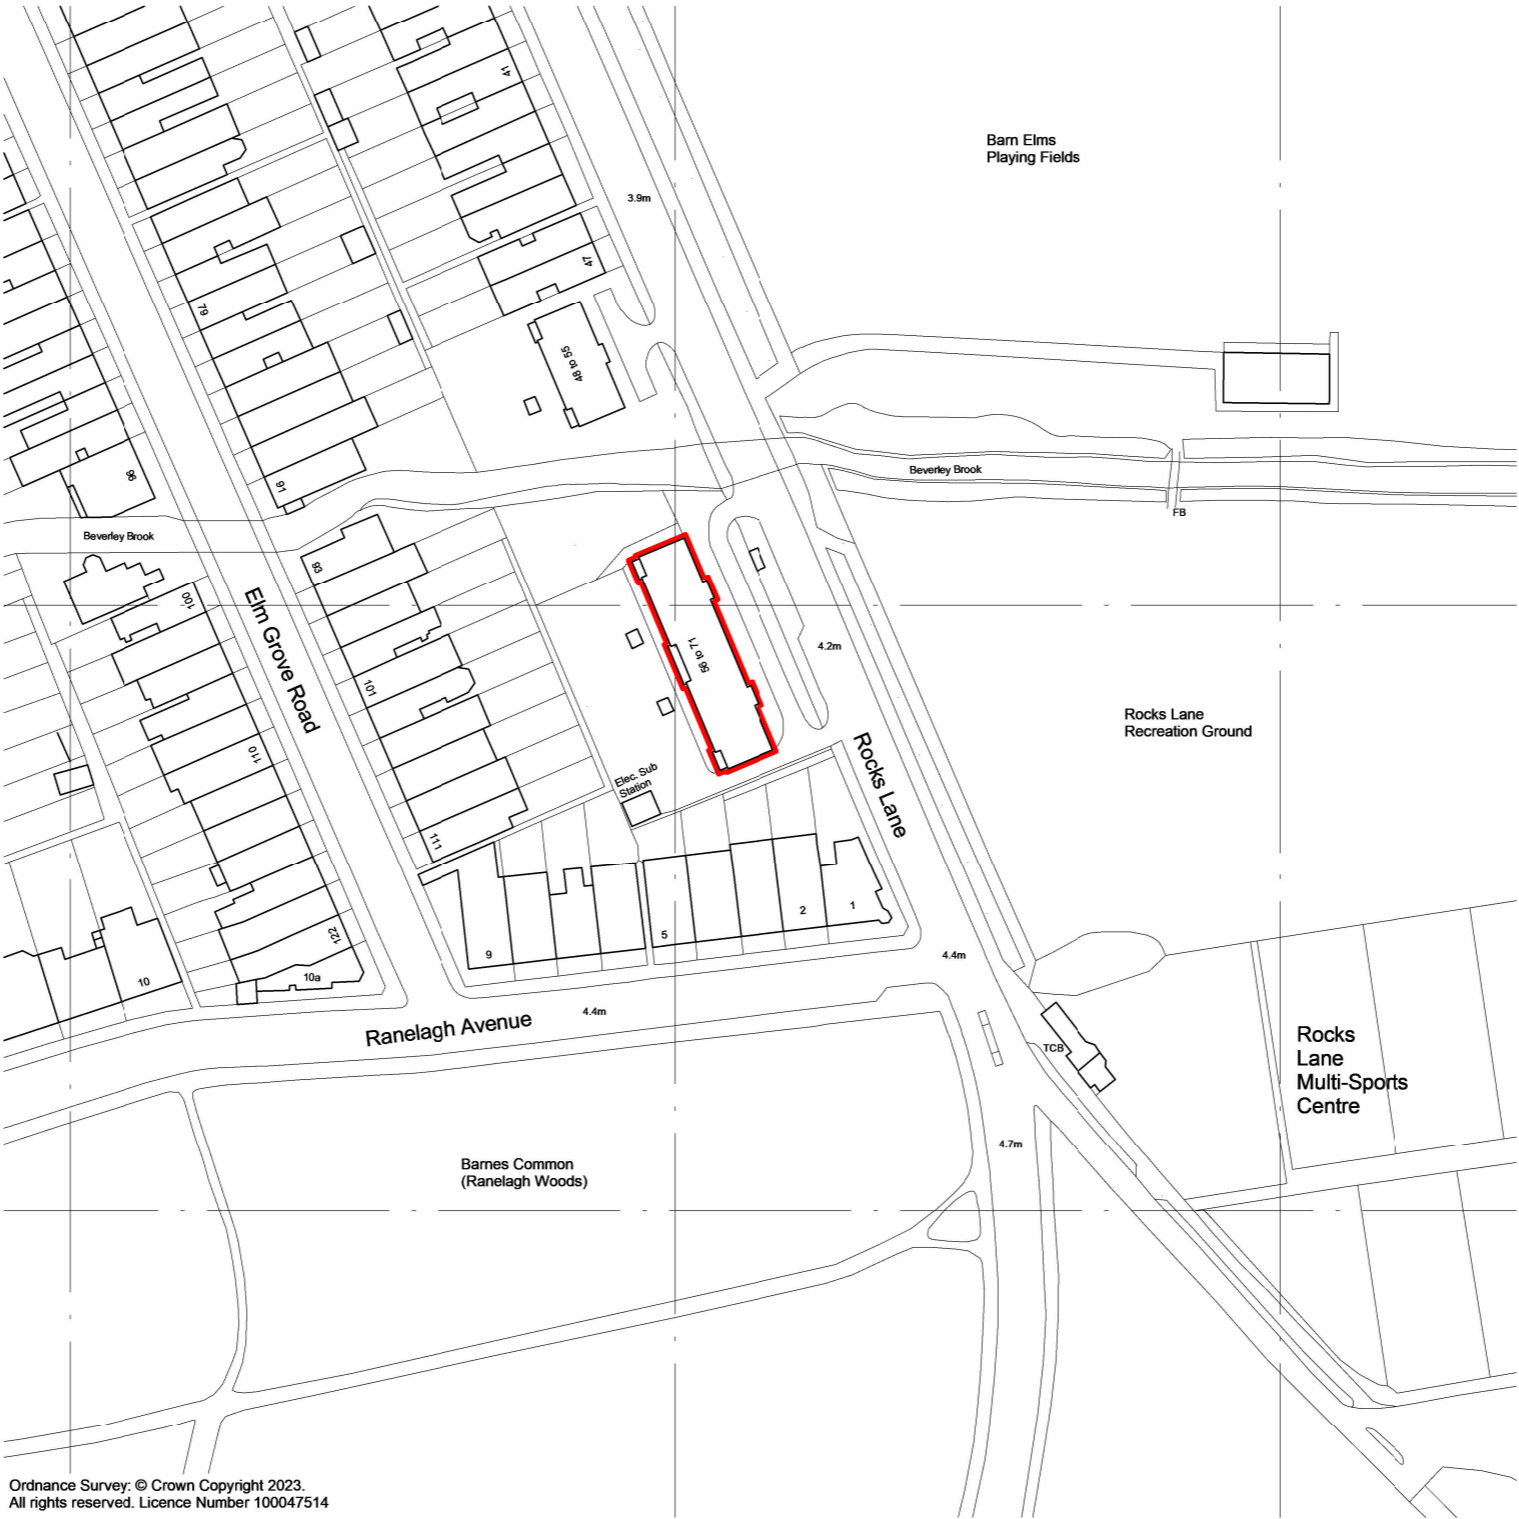 41
Barn Elms
Playing Fields
3.9m
47
79
48 to 55
96
91
Beverley Brook
FB
Beverley Brook
93
100
Elm Grove Road
56 to 71
4.2m
101
Rocks Lane
Recreation Ground
110
Elec. Sub
Station
Rocks Lane
111
122
9
5
2
1
10
10a
4.4m
Ranelagh Avenue
4.4m
TCB
Rocks
Lane
Multi-Sports
Centre
4.7m
Barnes Common
(Ranelagh Woods)
Ordnance Survey: © Crown Copyright 2023.
All rights reserved. Licence Number 100047514